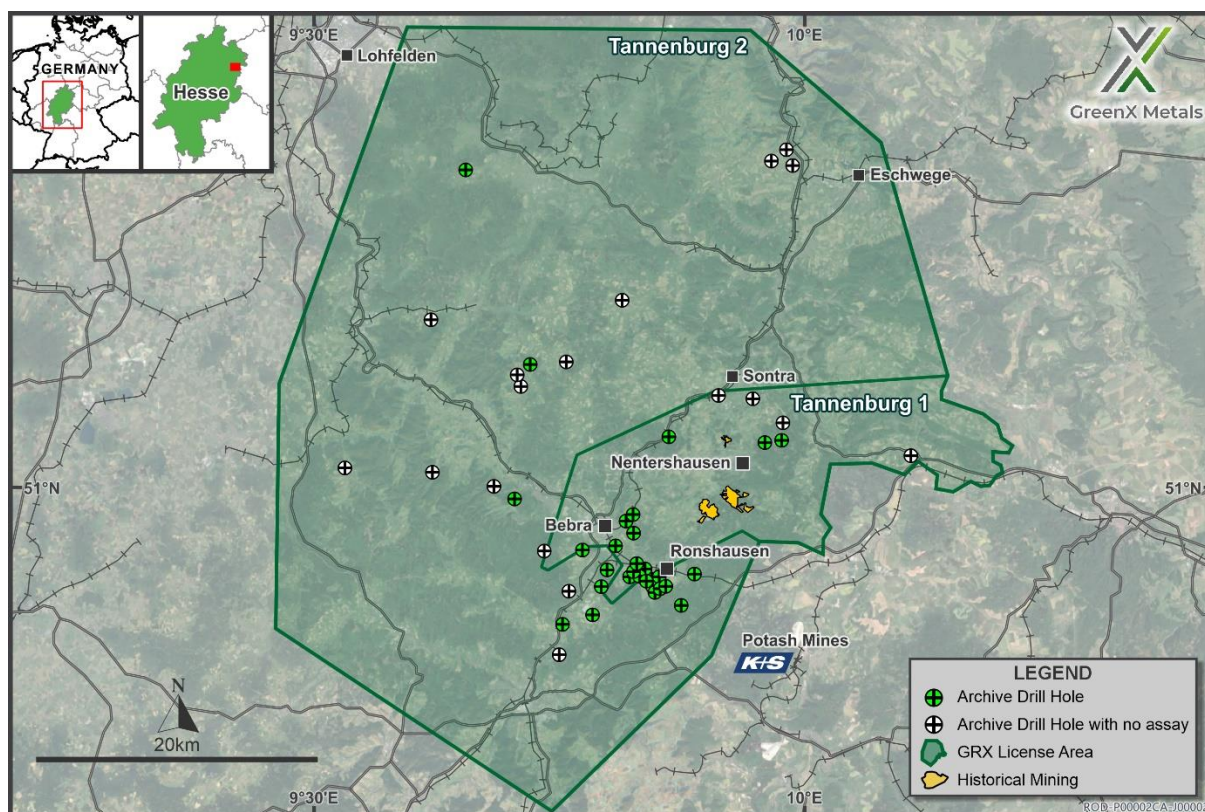 9°30'E
10°E
GERMANY
Hesse
Lohfelden
Tannenburg 2
GreenX Metals
Eschwege
Sontra
Tannenburg 1
Nentershausen
51°N
51°N
Bebra
Ronshausen
Potash Mines
K+S
N
20km
LEGEND
Archive Drill Hole
Archive Drill Hole with no assay
GRX License Area
Historical Mining
9°30'E
10°E